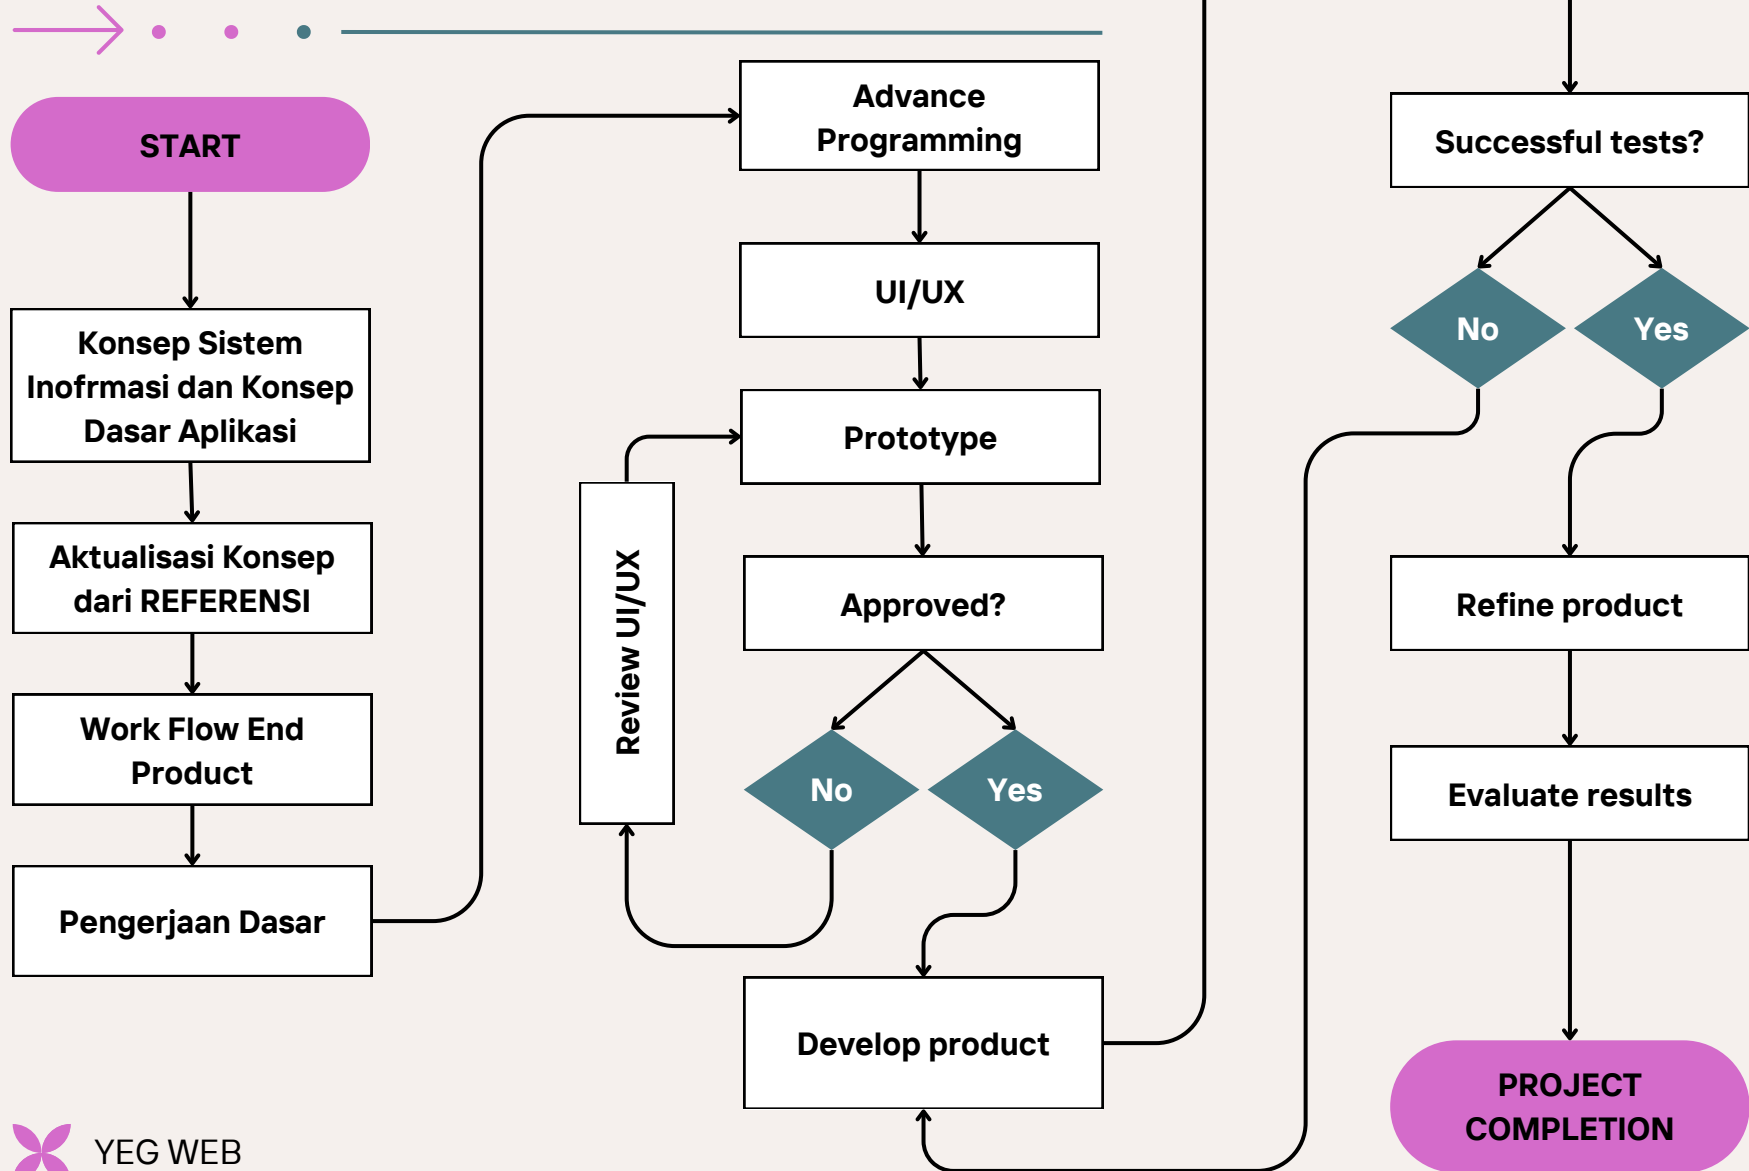 START
Konsep Sistem
Inofrmasi dan Konsep
Dasar Aplikasi
Aktualisasi Konsep
dari REFERENSI
Work Flow End
Product
Pengerjaan Dasar
Advance
Programming
UI/UX
Prototype
Review UI/UX
Approved?
No
Yes
Develop product
Successful tests?
No
Yes
Refine product
Evaluate results
PROJECT
COMPLETION
YEG WEB